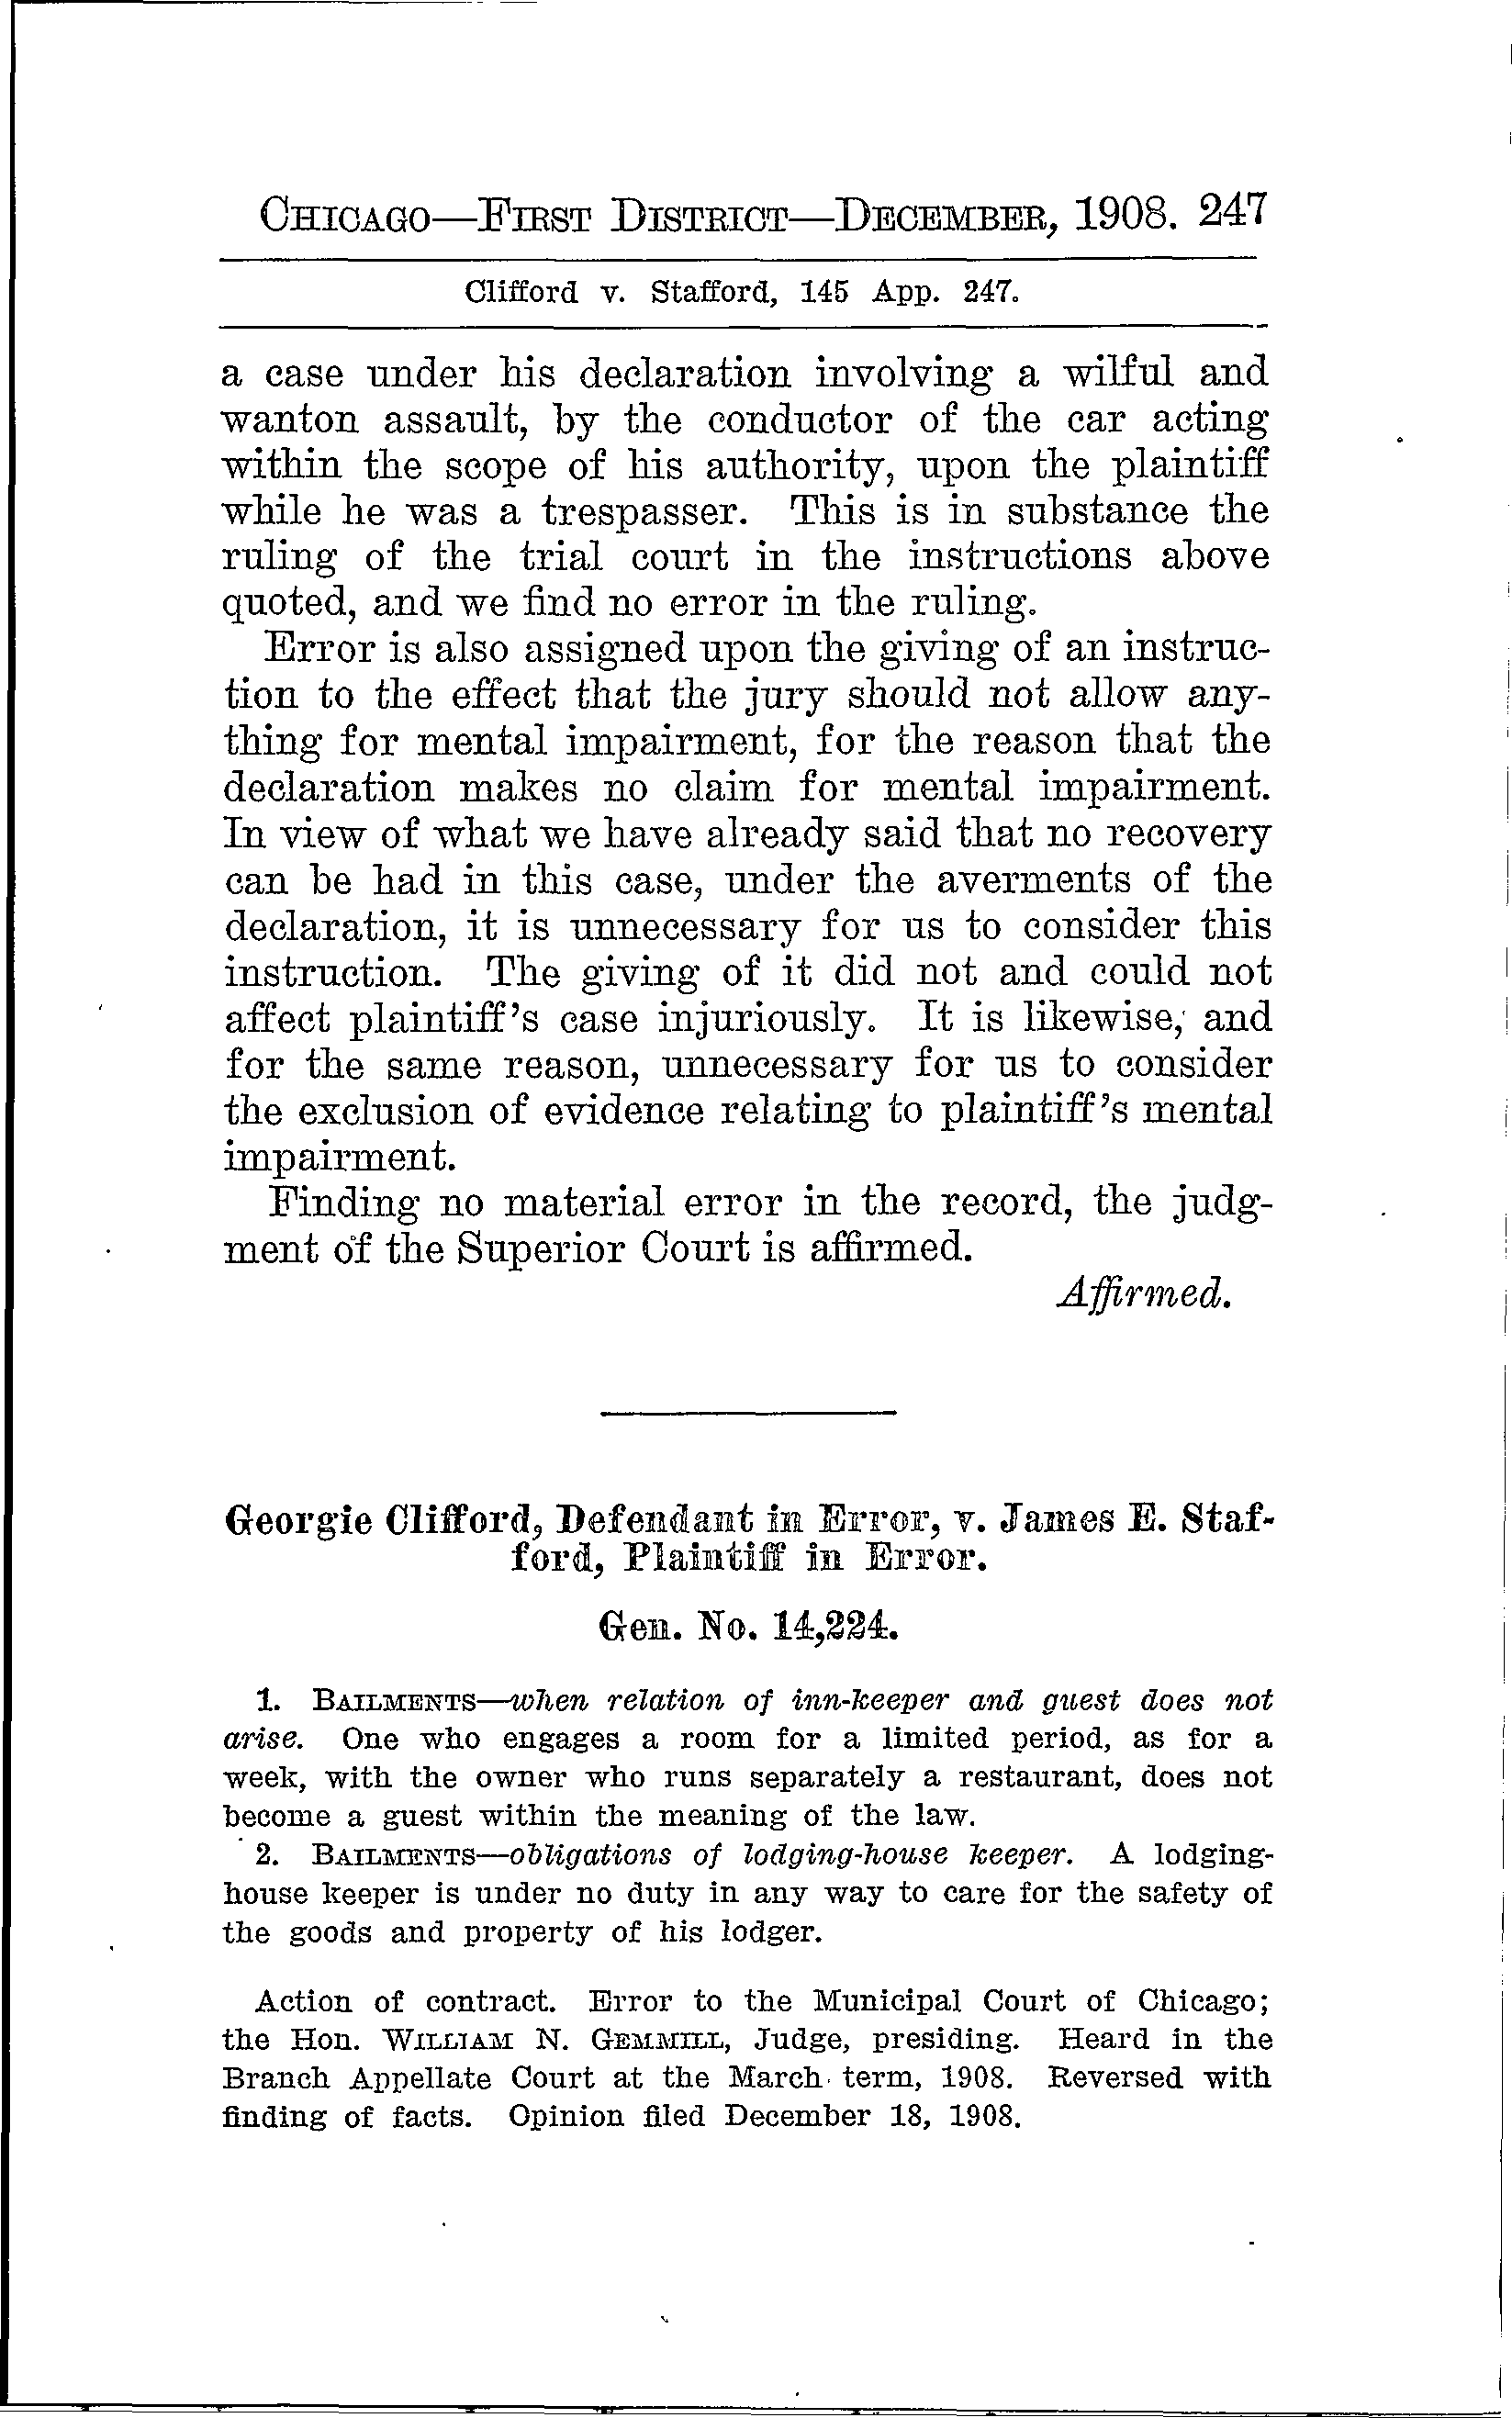 CHICAGO—FIRST DISTRICT—DECEMBER, 1908. 247
Clifford v. Stafford, 145 App. 247.
a case under his declaration involving a wilful and
wanton assault, by the conductor of the car acting
within the scope of his authority, upon the plaintiff
while he was a trespasser. This is in substance the
ruling of the trial court in the instructions above
quoted, and we find no error in the ruling.
Error is also assigned upon the giving of an instruc-
tion to the effect that the jury should not allow any-
thing for mental impairment, for the reason that the
declaration makes no claim for mental impairment.
In view of what we have already said that no recovery
can be had in this case, under the averments of the
declaration, it is unnecessary for us to consider this
instruction. The giving of it did not and could not
affect plaintiff's case injuriously. It is likewise, and
for the same reason, unnecessary for us to consider
the exclusion of evidence relating to plaintiff's mental
impairment.
Finding no material error in the record, the judg-
ment of the Superior Court is affirmed.
Affirmed.
Georgie Clifford, Defendant in Error, v. James E. Staf-
ford, Plaintiff in Error.
Gen. No. 14,224.
1. BAILMENTS—when relation of inn-keeper and guest does not
arise. One who engages a room for a limited period, as for a
week, with the owner who runs separately a restaurant, does not
become a guest within the meaning of the law.
2. BAILMENTS—obligations of lodging-house keeper. A lodging-
house keeper is under no duty in any way to care for the safety of
the goods and property of his lodger.
Action of contract. Error to the Municipal Court of Chicago;
the Hon. WILLIAM N. GEMMILL, Judge, presiding. Heard in the
Branch Appellate Court at the March term, 1908. Reversed with
finding of facts. Opinion filed December 18, 1908.